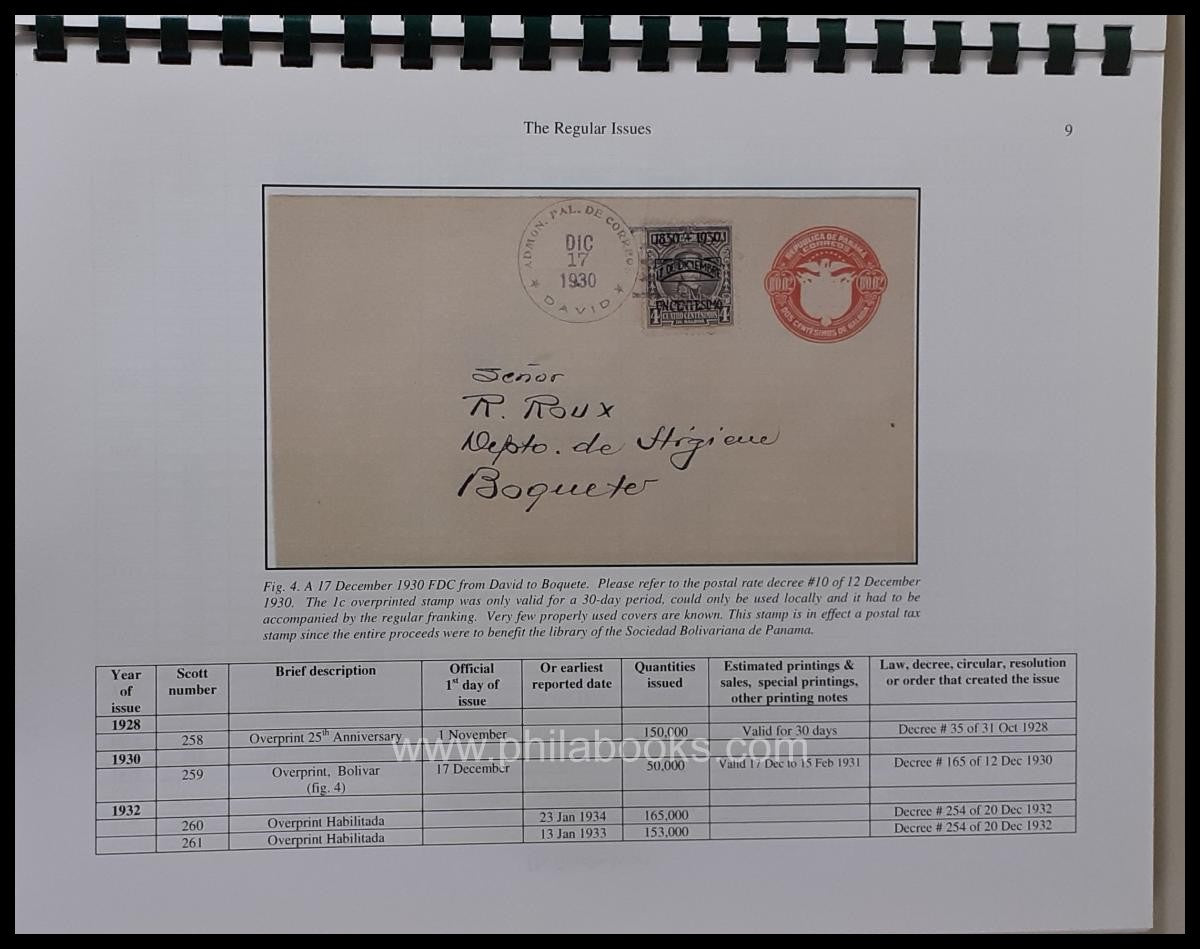 The Regular Issues 9
ADMON. PAL. DE CORREOS
DIC
17
1930
DAVID
1830 + 1930
17 DE DICIEMBRE
UN CENTESIMO
4 CUATRO CENTESIMOS 4
DE BALBOA
REPUBLICA DE PANAMA
CORREOS
B0.02 B0.02
DOS CENTESIMOS DE BALBOA
Señor
R. Roux
Depto. de Higiene
Boquete
Fig. 4. A 17 December 1930 FDC from David to Boquete. Please refer to the postal rate decree #10 of 12 December
1930. The 1c overprinted stamp was only valid for a 30-day period, could only be used locally and it had to be
accompanied by the regular franking. Very few properly used covers are known. This stamp is in effect a postal tax
stamp since the entire proceeds were to benefit the library of the Sociedad Bolivariana de Panama.
Year of issue Scott number Brief description Official 1st day of issue Or earliest reported date Quantities issued Estimated printings & sales, special printings, other printing notes Law, decree, circular, resolution or order that created the issue
1928
258 Overprint 25th Anniversary 1 November 150,000 Valid for 30 days Decree # 35 of 31 Oct 1928
www.philabooks.com
1930
259 Overprint, Bolivar (fig. 4) 17 December 50,000 Valid 17 Dec to 15 Feb 1931 Decree # 165 of 12 Dec 1930
1932
260 Overprint Habilitada 23 Jan 1934 165,000 Decree # 254 of 20 Dec 1932
261 Overprint Habilitada 13 Jan 1933 153,000 Decree # 254 of 20 Dec 1932